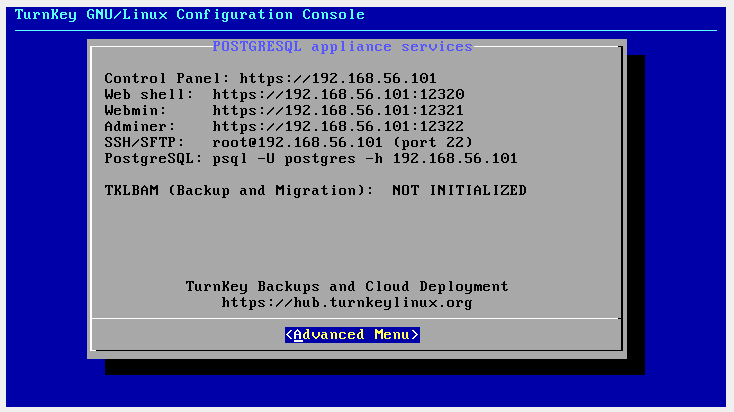 TurnKey GNU/Linux Configuration Console
POSTGRESQL appliance services
Control Panel: https://192.168.56.101
Web shell:  https://192.168.56.101:12320
Webmin:     https://192.168.56.101:12321
Adminer:    https://192.168.56.101:12322
SSH/SFTP:   root@192.168.56.101 (port 22)
PostgreSQL: psql -U postgres -h 192.168.56.101
TKLBAM (Backup and Migration):  NOT INITIALIZED
TurnKey Backups and Cloud Deployment
https://hub.turnkeylinux.org
<Advanced Menu>